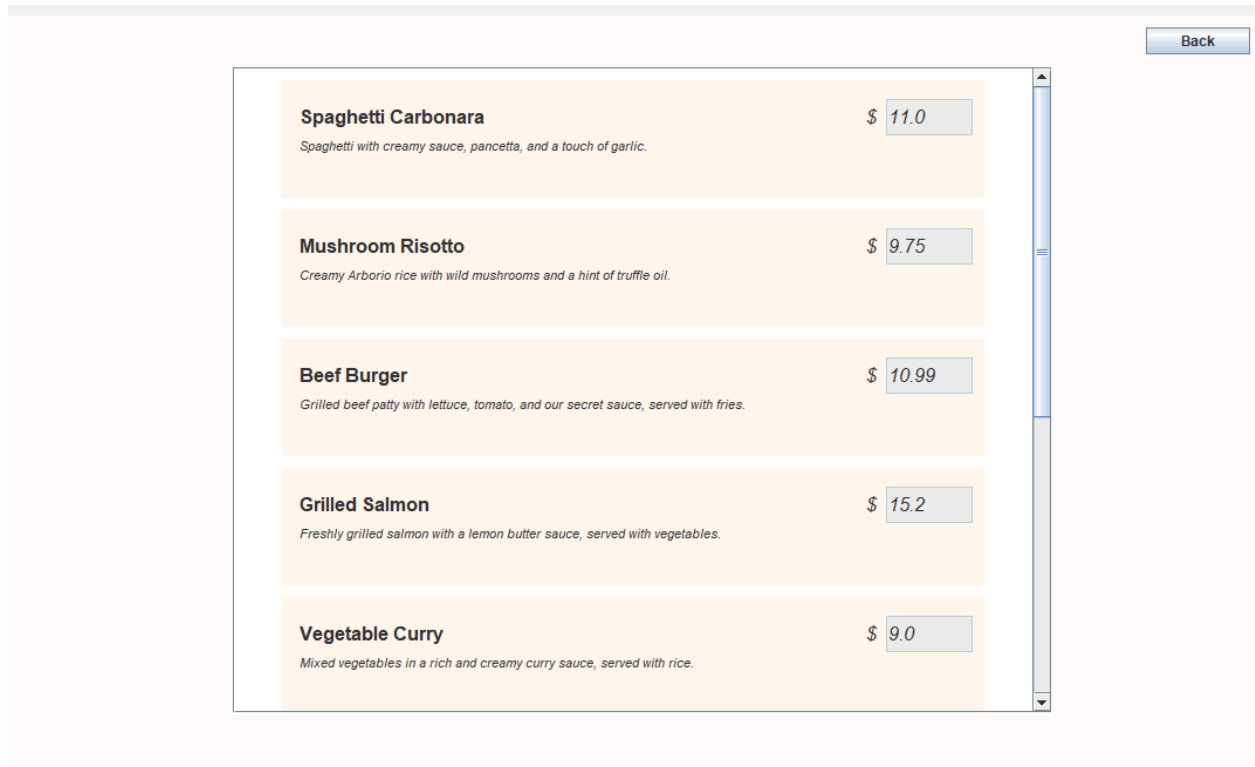 Back
Spaghetti Carbonara $ 11.0
Spaghetti with creamy sauce, pancetta, and a touch of garlic.
Mushroom Risotto $ 9.75
Creamy Arborio rice with wild mushrooms and a hint of truffle oil.
Beef Burger $ 10.99
Grilled beef patty with lettuce, tomato, and our secret sauce, served with fries.
Grilled Salmon $ 15.2
Freshly grilled salmon with a lemon butter sauce, served with vegetables.
Vegetable Curry $ 9.0
Mixed vegetables in a rich and creamy curry sauce, served with rice.